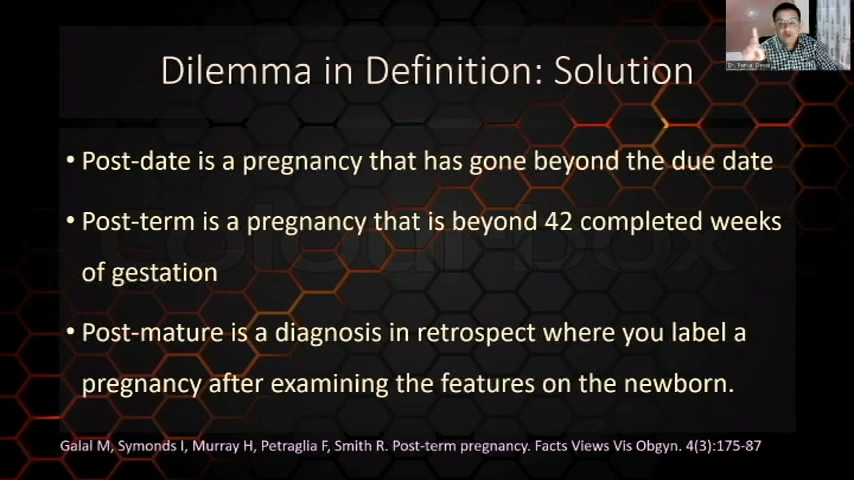 Dilemma in Definition: Solution
• Post-date is a pregnancy that has gone beyond the due date
• Post-term is a pregnancy that is beyond 42 completed weeks
of gestation
• Post-mature is a diagnosis in retrospect where you label a
pregnancy after examining the features on the newborn.
Galal M, Symonds I, Murray H, Petraglia F, Smith R. Post-term pregnancy. Facts Views Vis Obgyn. 4(3):175-87